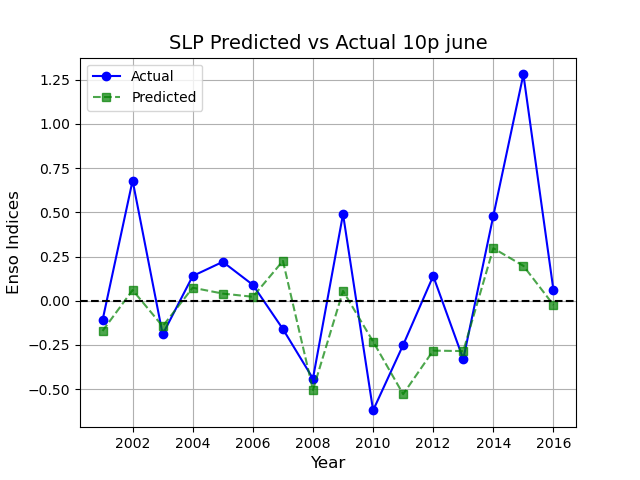 SLP Predicted vs Actual 10p june
Actual
Predicted
Enso Indices
1.25
1.00
0.75
0.50
0.25
0.00
−0.25
−0.50
2002 2004 2006 2008 2010 2012 2014 2016
Year